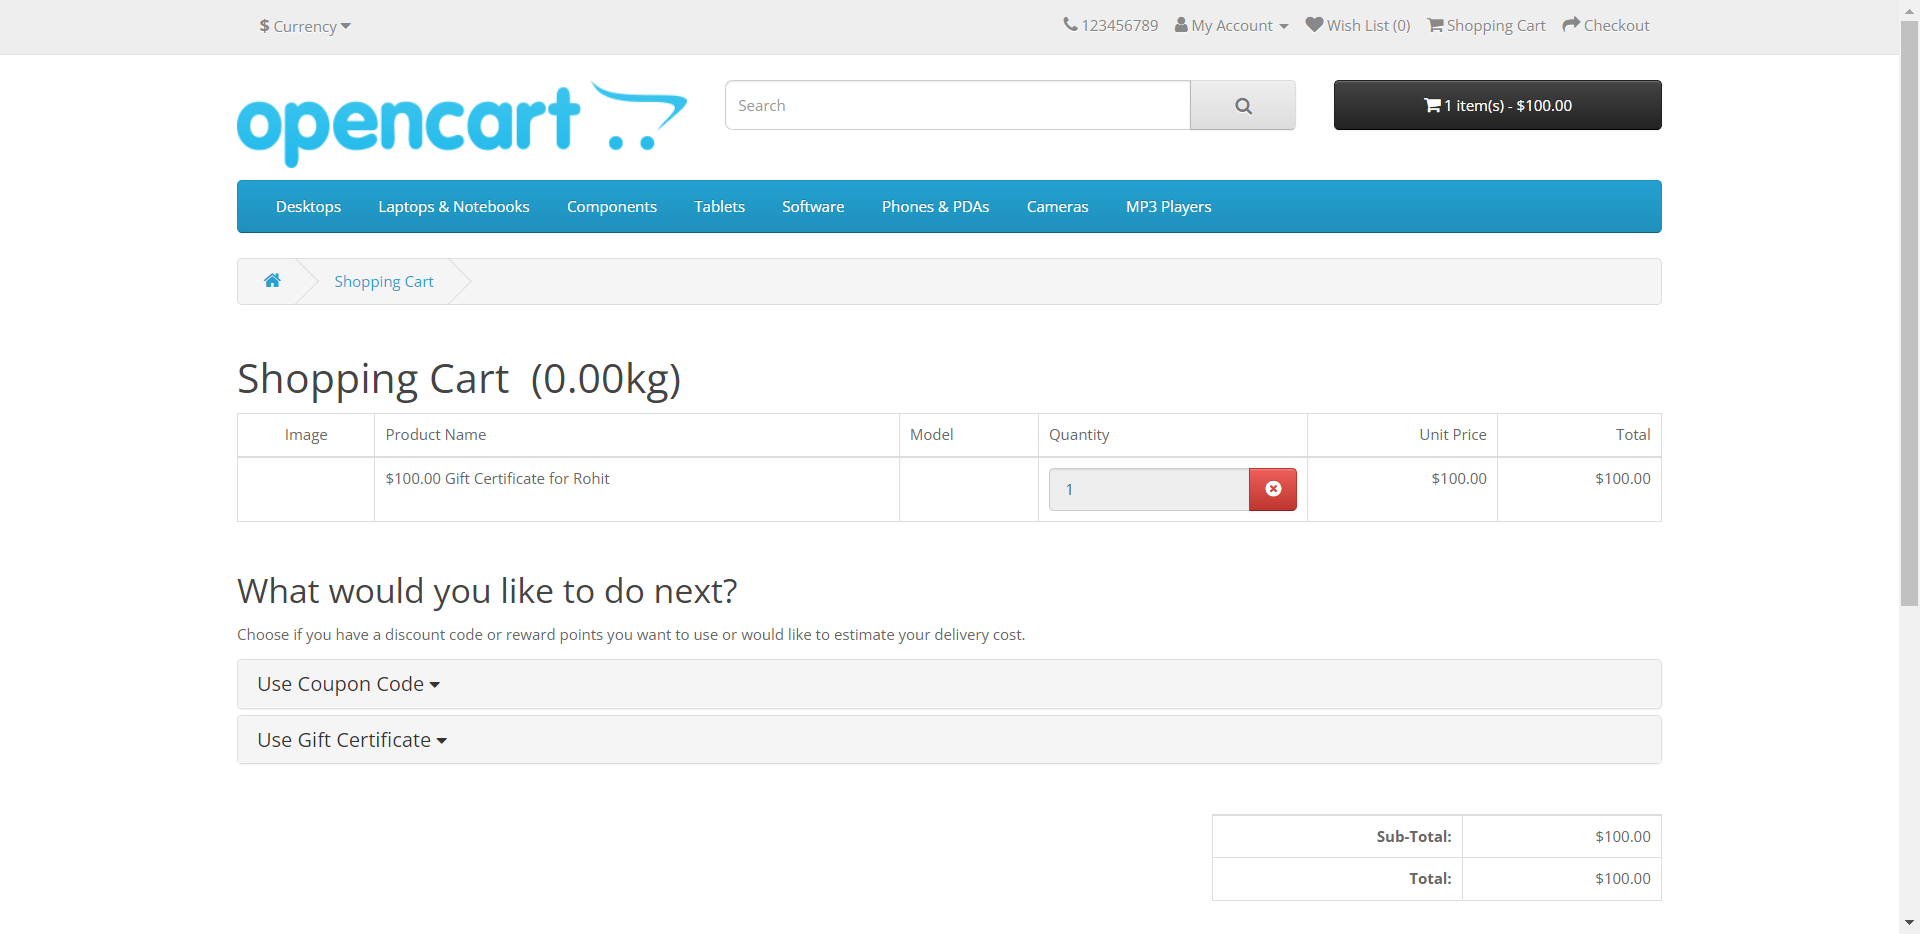 $ Currency
123456789 My Account Wish List (0) Shopping Cart Checkout
opencart
Search
1 item(s) - $100.00
Desktops Laptops & Notebooks Components Tablets Software Phones & PDAs Cameras MP3 Players
Shopping Cart
Shopping Cart (0.00kg)
Image Product Name Model Quantity Unit Price Total
$100.00 Gift Certificate for Rohit 1 $100.00 $100.00
What would you like to do next?
Choose if you have a discount code or reward points you want to use or would like to estimate your delivery cost.
Use Coupon Code
Use Gift Certificate
Sub-Total: $100.00
Total: $100.00